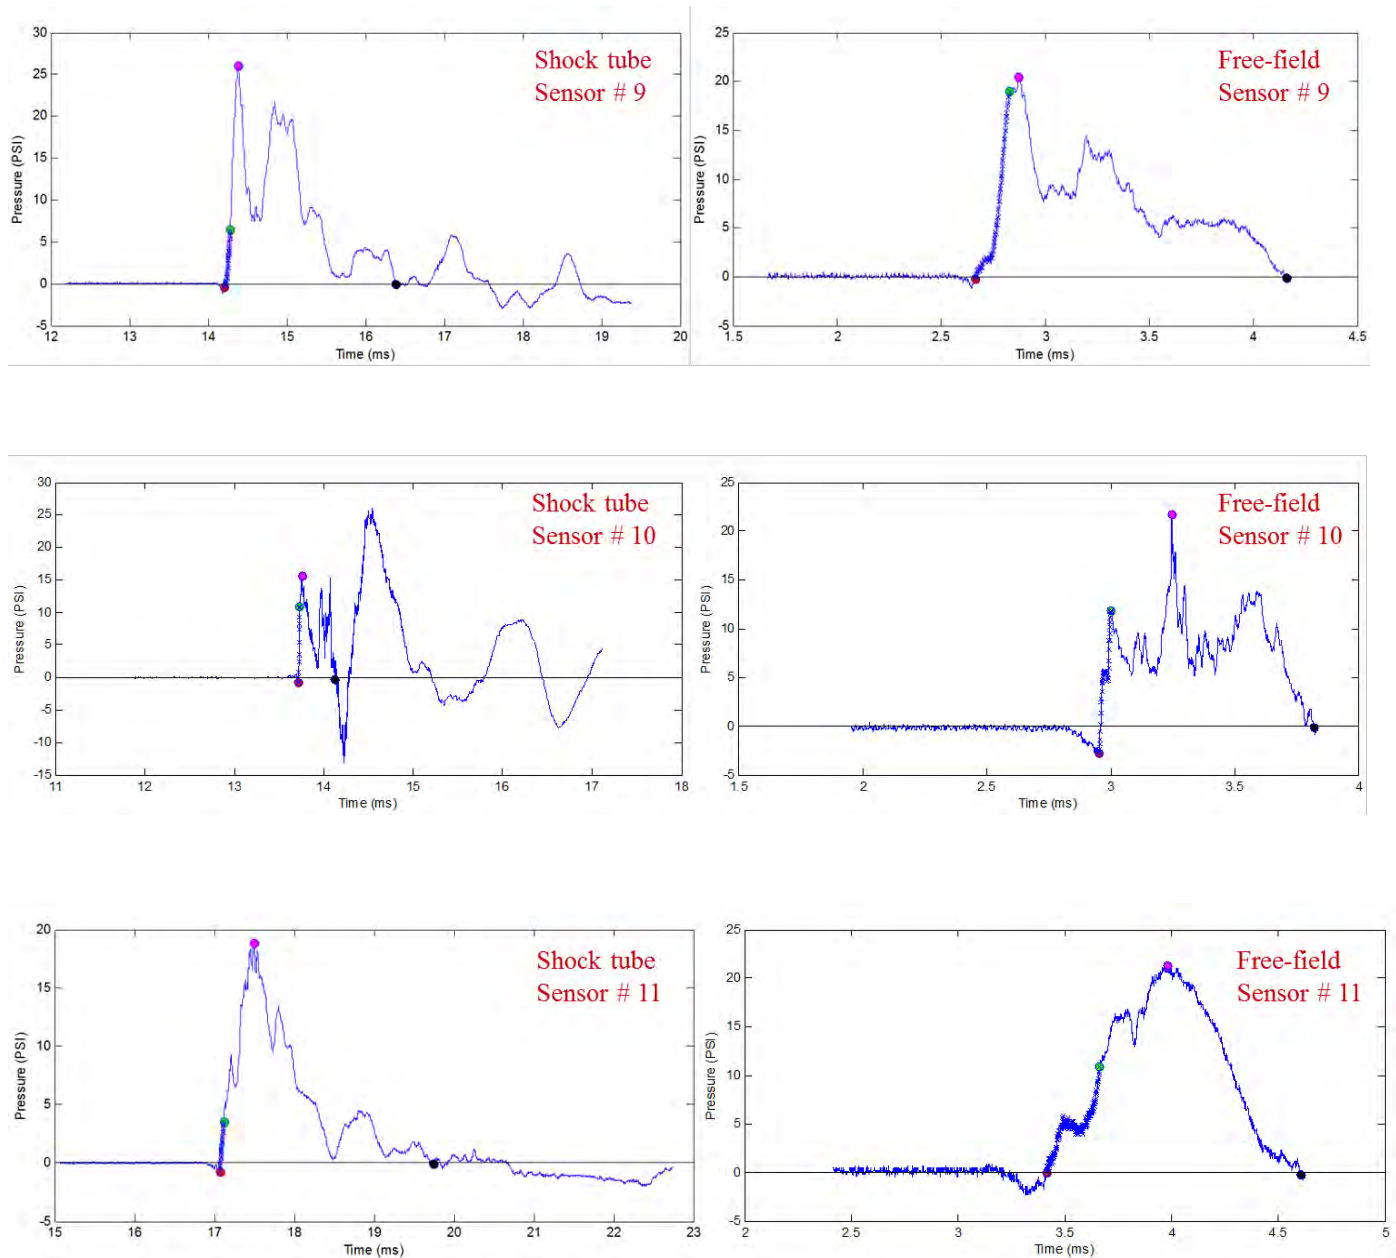 30
25
20
15
10
5
0
-5
Pressure (PSI)
12 13 14 15 16 17 18 19 20
Time (ms)
Shock tube
Sensor # 9
25
20
15
10
5
0
-5
Pressure (PSI)
1.5 2 2.5 3 3.5 4 4.5
Time (ms)
Free-field
Sensor # 9
30
25
20
15
10
5
0
-5
-10
-15
Pressure (PSI)
11 12 13 14 15 16 17 18
Time (ms)
Shock tube
Sensor # 10
25
20
15
10
5
0
-5
Pressure (PSI)
1.5 2 2.5 3 3.5 4
Time (ms)
Free-field
Sensor # 10
20
15
10
5
0
-5
Pressure (PSI)
15 16 17 18 19 20 21 22 23
Time (ms)
Shock tube
Sensor # 11
25
20
15
10
5
0
-5
Pressure (PSI)
2 2.5 3 3.5 4 4.5 5
Time (ms)
Free-field
Sensor # 11